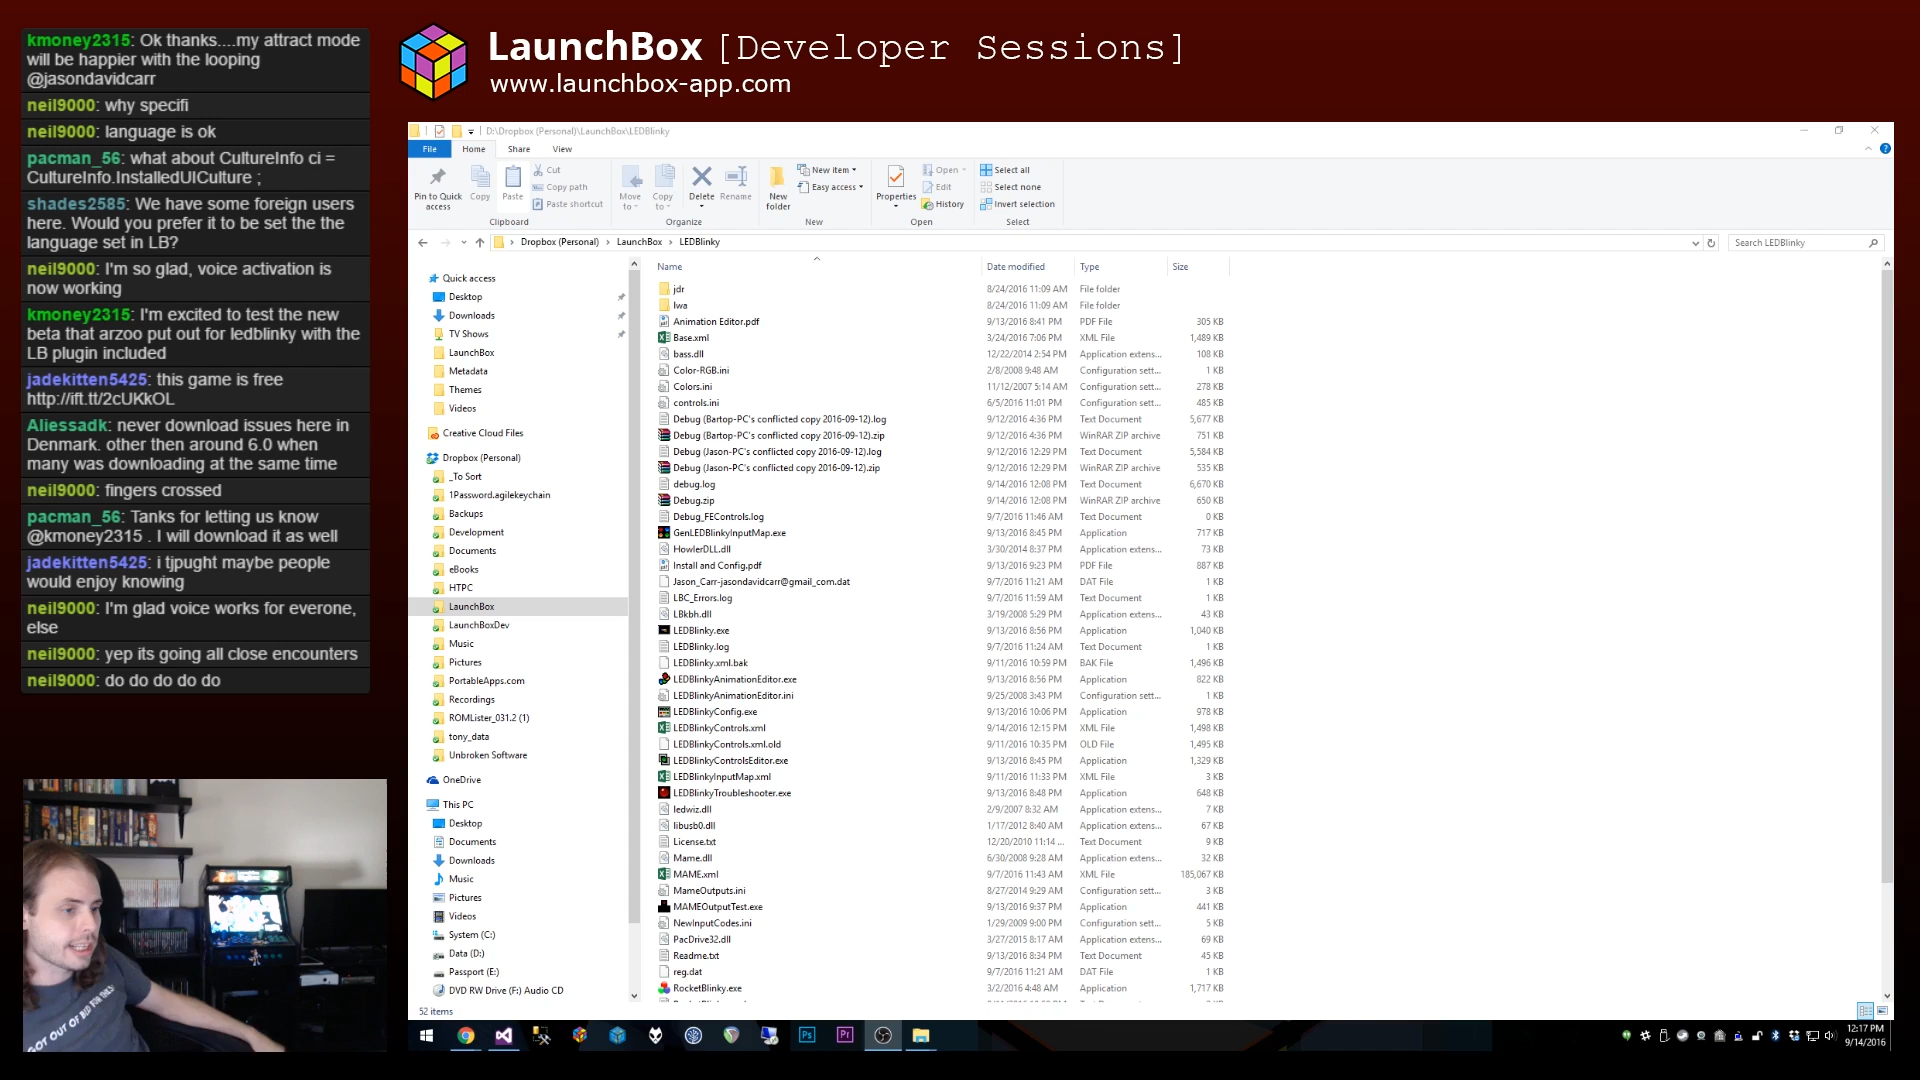 kmoney2315: Ok thanks....my attract mode
will be happier with the looping
@jasondavidcarr
neil9000: why specifi
neil9000: language is ok
pacman_56: what about CultureInfo ci =
CultureInfo.InstalledUICulture ;
shades2585: We have some foreign users
here. Would you prefer it to be set the the
language set in LB?
neil9000: I'm so glad, voice activation is
now working
kmoney2315: I'm excited to test the new
beta that arzoo put out for ledblinky with the
LB plugin included
jadekitten5425: this game is free
http://ift.tt/2cUKkOL
Aliessadk: never download issues here in
Denmark. other then around 6.0 when
many was downloading at the same time
neil9000: fingers crossed
pacman_56: Tanks for letting us know
@kmoney2315 . I will download it as well
jadekitten5425: i tjpught maybe people
would enjoy knowing
neil9000: I'm glad voice works for everone,
else
neil9000: yep its going all close encounters
neil9000: do do do do do
LaunchBox [Developer Sessions]
www.launchbox-app.com
D:\Dropbox (Personal)\LaunchBox\LEDBlinky
File Home Share View
Pin to Quick access
Copy
Paste
Cut
Copy path
Paste shortcut
Clipboard
Move to
Copy to
Delete
Rename
Organize
New folder
New item
Easy access
New
Properties
Open
Edit
History
Open
Select all
Select none
Invert selection
Select
Dropbox (Personal) > LaunchBox > LEDBlinky
Search LEDBlinky
Quick access
Desktop
Downloads
TV Shows
LaunchBox
Metadata
Themes
Videos
Creative Cloud Files
Dropbox (Personal)
_To Sort
1Password.agilekeychain
Backups
Development
Documents
eBooks
HTPC
LaunchBox
LaunchBoxDev
Music
Pictures
PortableApps.com
Recordings
ROMLister_031.2 (1)
tony_data
Unbroken Software
OneDrive
This PC
Desktop
Documents
Downloads
Music
Pictures
Videos
System (C:)
Data (D:)
Passport (E:)
DVD RW Drive (F:) Audio CD
Name Date modified Type Size
jdr 8/24/2016 11:09 AM File folder
lwa 8/24/2016 11:09 AM File folder
Animation Editor.pdf 9/13/2016 8:41 PM PDF File 305 KB
Base.xml 3/24/2016 7:06 PM XML File 1,489 KB
bass.dll 12/22/2014 2:54 PM Application extens... 108 KB
Color-RGB.ini 2/8/2008 9:48 AM Configuration sett... 1 KB
Colors.ini 11/12/2007 5:14 AM Configuration sett... 278 KB
controls.ini 6/5/2016 11:01 PM Configuration sett... 485 KB
Debug (Bartop-PC's conflicted copy 2016-09-12).log 9/12/2016 4:36 PM Text Document 5,677 KB
Debug (Bartop-PC's conflicted copy 2016-09-12).zip 9/12/2016 4:36 PM WinRAR ZIP archive 751 KB
Debug (Jason-PC's conflicted copy 2016-09-12).log 9/12/2016 12:29 PM Text Document 5,584 KB
Debug (Jason-PC's conflicted copy 2016-09-12).zip 9/12/2016 12:29 PM WinRAR ZIP archive 535 KB
debug.log 9/14/2016 12:08 PM Text Document 6,670 KB
Debug.zip 9/14/2016 12:08 PM WinRAR ZIP archive 650 KB
Debug_FEControls.log 9/7/2016 11:46 AM Text Document 0 KB
GenLEDBlinkyInputMap.exe 9/13/2016 8:45 PM Application 717 KB
HowlerDLL.dll 3/30/2014 8:37 PM Application extens... 73 KB
Install and Config.pdf 9/13/2016 9:23 PM PDF File 887 KB
Jason_Carr-jasondavidcarr@gmail_com.dat 9/7/2016 11:21 AM DAT File 1 KB
LBC_Errors.log 9/7/2016 11:59 AM Text Document 1 KB
LBkbh.dll 3/19/2008 5:29 PM Application extens... 43 KB
LEDBlinky.exe 9/13/2016 8:56 PM Application 1,040 KB
LEDBlinky.log 9/7/2016 11:24 AM Text Document 1 KB
LEDBlinky.xml.bak 9/11/2016 10:59 PM BAK File 1,496 KB
LEDBlinkyAnimationEditor.exe 9/13/2016 8:56 PM Application 822 KB
LEDBlinkyAnimationEditor.ini 9/25/2008 3:43 PM Configuration sett... 1 KB
LEDBlinkyConfig.exe 9/13/2016 10:06 PM Application 978 KB
LEDBlinkyControls.xml 9/14/2016 12:15 PM XML File 1,498 KB
LEDBlinkyControls.xml.old 9/11/2016 10:35 PM OLD File 1,495 KB
LEDBlinkyControlsEditor.exe 9/13/2016 8:45 PM Application 1,329 KB
LEDBlinkyInputMap.xml 9/11/2016 11:33 PM XML File 3 KB
LEDBlinkyTroubleshooter.exe 9/13/2016 8:48 PM Application 648 KB
ledwiz.dll 2/9/2007 8:32 AM Application extens... 7 KB
libusb0.dll 1/17/2012 8:40 AM Application extens... 67 KB
License.txt 12/20/2010 11:14 ... Text Document 9 KB
Mame.dll 6/30/2008 9:28 AM Application extens... 32 KB
MAME.xml 9/7/2016 11:43 AM XML File 185,067 KB
MameOutputs.ini 8/27/2014 9:29 AM Configuration sett... 3 KB
MAMEOutputTest.exe 9/13/2016 9:37 PM Application 441 KB
NewInputCodes.ini 1/29/2009 9:00 PM Configuration sett... 5 KB
PacDrive32.dll 3/27/2015 8:17 AM Application extens... 69 KB
Readme.txt 9/13/2016 8:34 PM Text Document 45 KB
reg.dat 9/7/2016 11:21 AM DAT File 1 KB
RocketBlinky.exe 3/2/2016 4:48 AM Application 1,717 KB
52 items
GOT OUT OF BED FOR THIS?
Ps
Pr
12:17 PM
9/14/2016